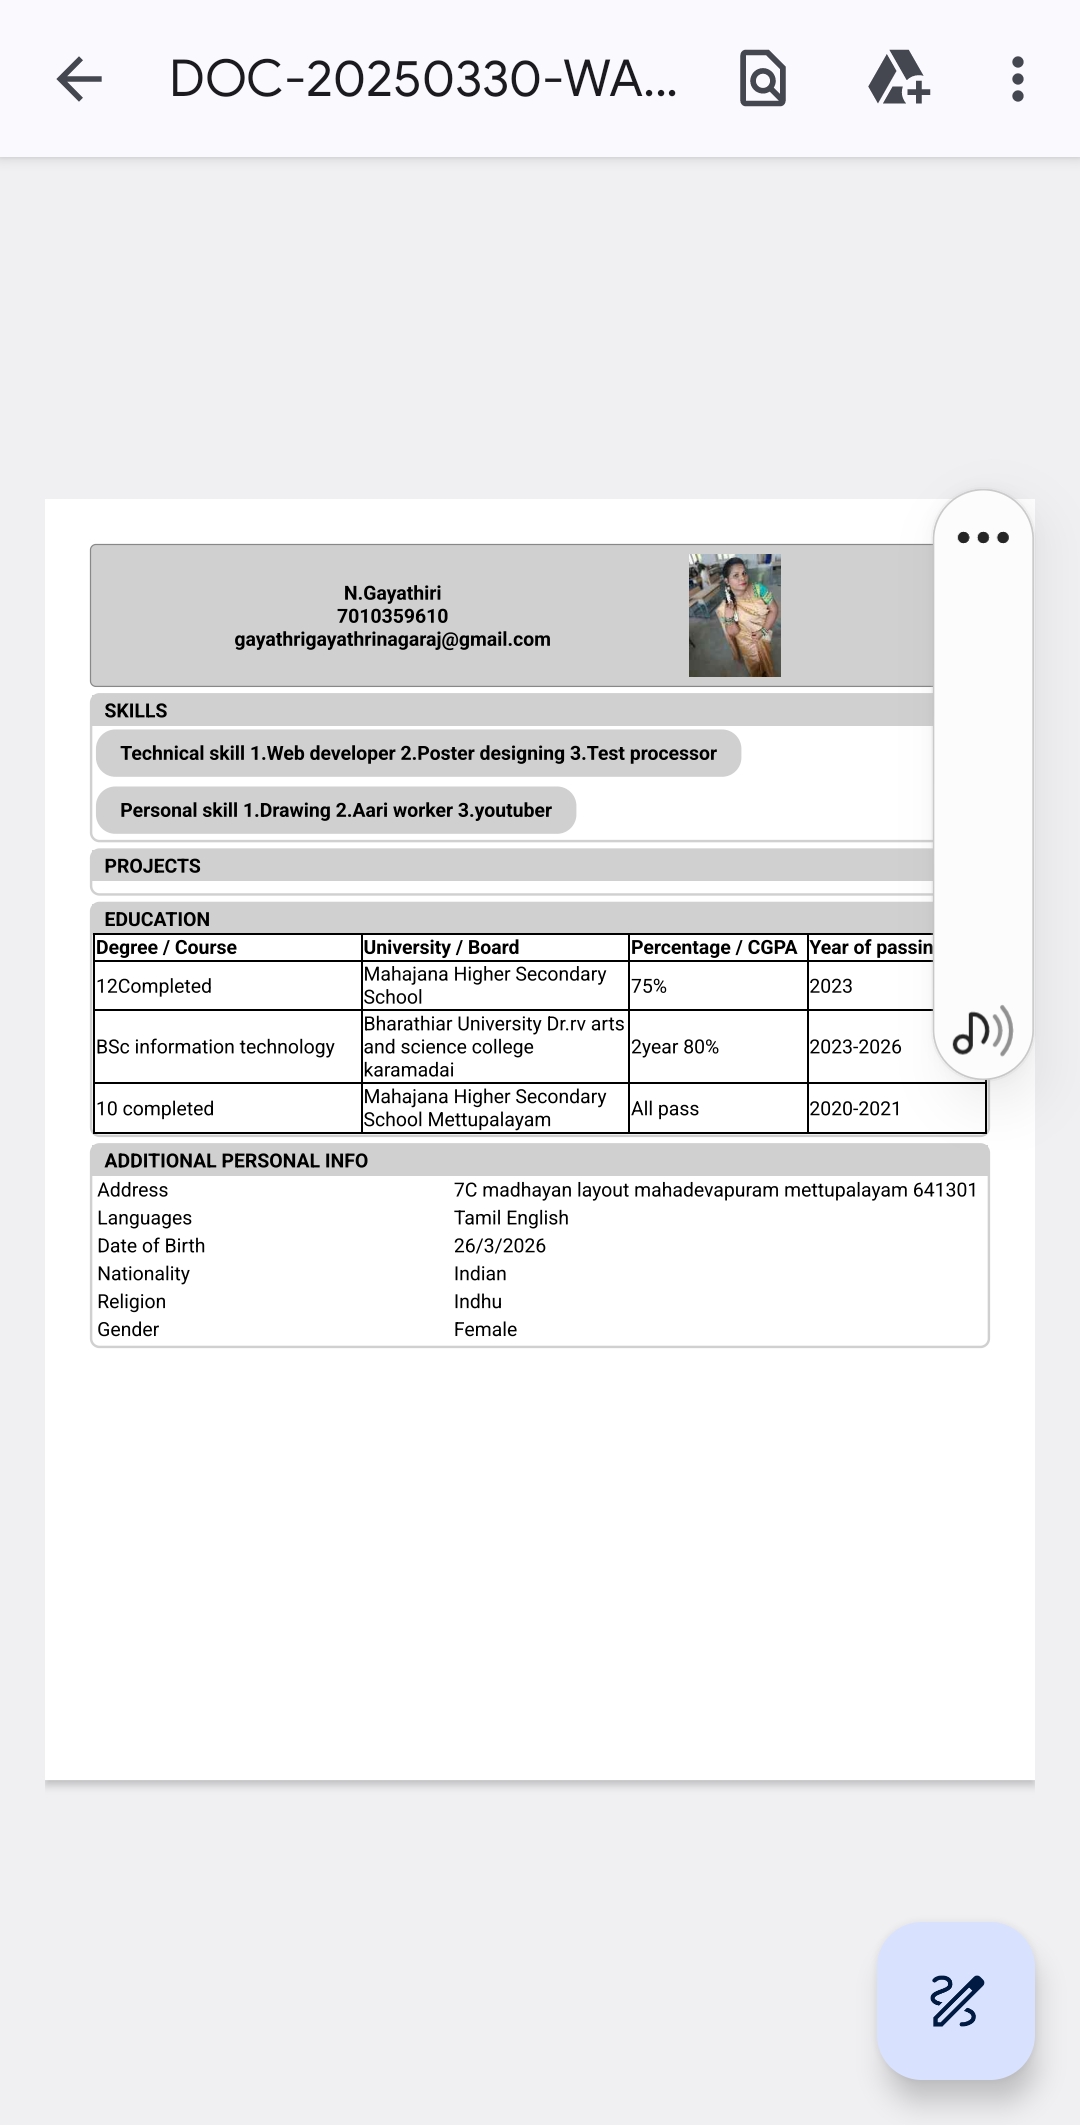 DOC-20250330-WA...
N.Gayathiri
7010359610
gayathrigayathrinagaraj@gmail.com
SKILLS
Technical skill 1.Web developer 2.Poster designing 3.Test processor
Personal skill 1.Drawing 2.Aari worker 3.youtuber
PROJECTS
EDUCATION
Degree / Course University / Board Percentage / CGPA Year of passin
12Completed Mahajana Higher Secondary School 75% 2023
BSc information technology Bharathiar University Dr.rv arts and science college karamadai 2year 80% 2023-2026
10 completed Mahajana Higher Secondary School Mettupalayam All pass 2020-2021
ADDITIONAL PERSONAL INFO
Address 7C madhayan layout mahadevapuram mettupalayam 641301
Languages Tamil English
Date of Birth 26/3/2026
Nationality Indian
Religion Indhu
Gender Female